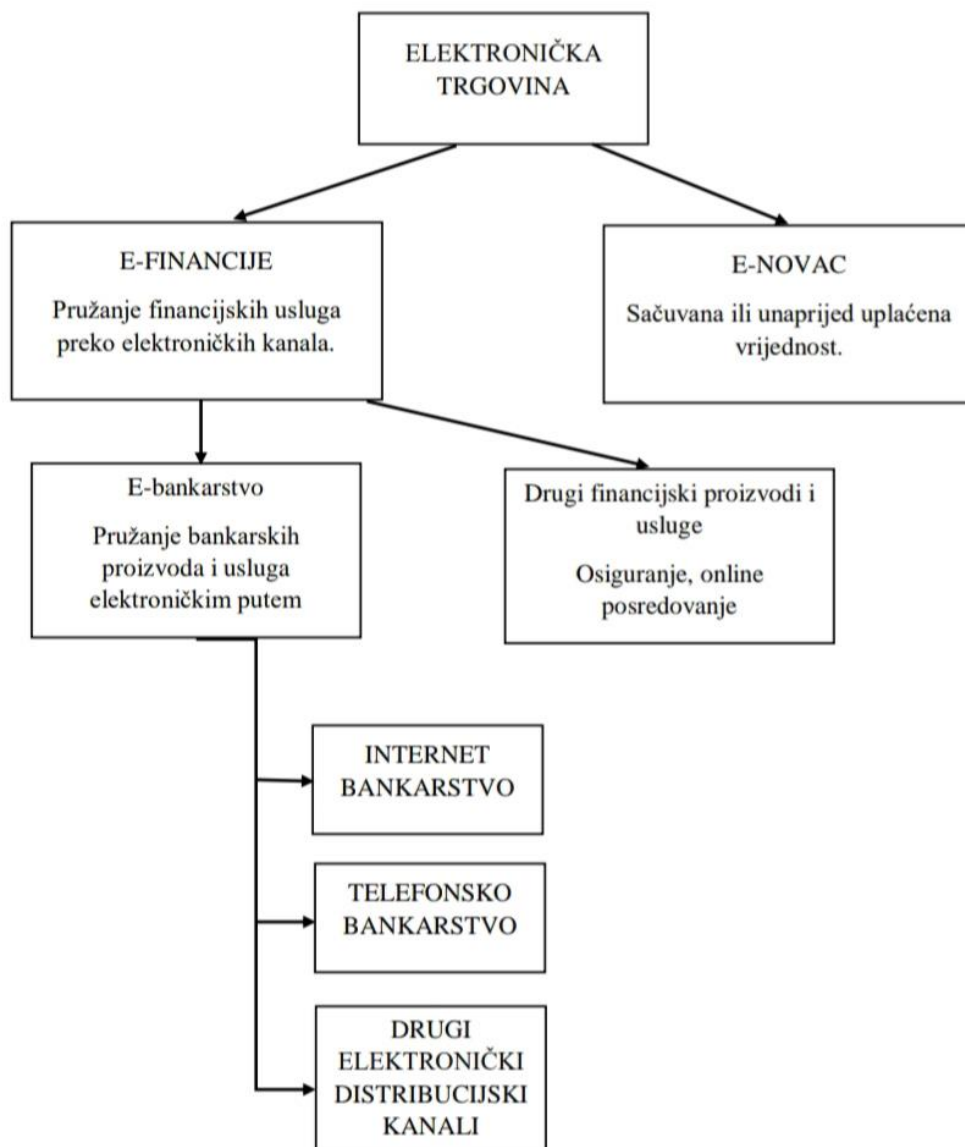 ELEKTRONIČKA
TRGOVINA
E-FINANCIJE
Pružanje financijskih usluga
preko elektroničkih kanala.
E-NOVAC
Sačuvana ili unaprijed uplaćena
vrijednost.
E-bankarstvo
Pružanje bankarskih
proizvoda i usluga
elektroničkim putem
Drugi financijski proizvodi i
usluge
Osiguranje, online
posredovanje
INTERNET
BANKARSTVO
TELEFONSKO
BANKARSTVO
DRUGI
ELEKTRONIČKI
DISTRIBUCIJSKI
KANALI